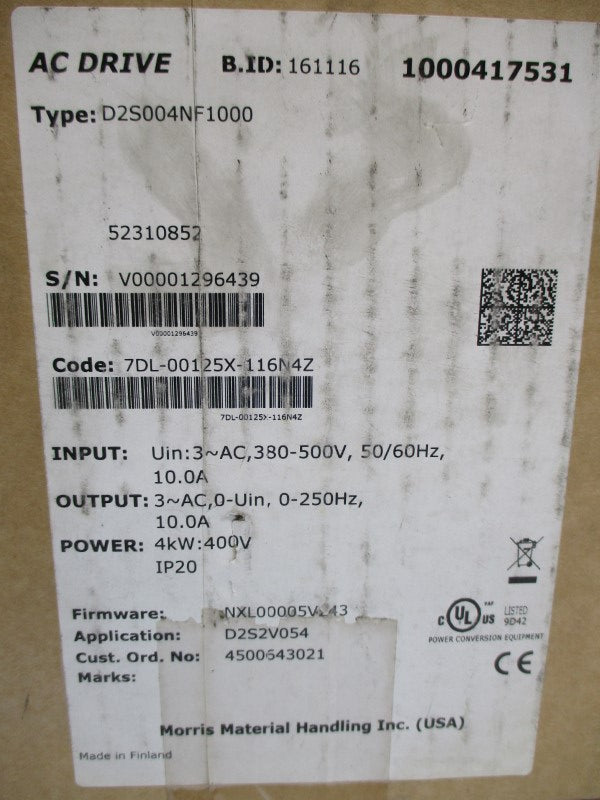 AC DRIVE B.ID: 161116 1000417531
Type: D2S004NF1000
52310852
S/N: V00001296439
V00001296439
Code: 7DL-00125X-116N4Z
7DL-00125X-116N4Z
INPUT: Uin:3~AC,380-500V, 50/60Hz,
10.0A
OUTPUT: 3~AC,0-Uin, 0-250Hz,
10.0A
POWER: 4kW:400V
IP20
Firmware:
Application: D2S2V054
Cust. Ord. No: 4500643021
Marks:
c UL US LISTED
9D42
POWER CONVERSION EQUIPMENT
CE
Morris Material Handling Inc. (USA)
Made in Finland